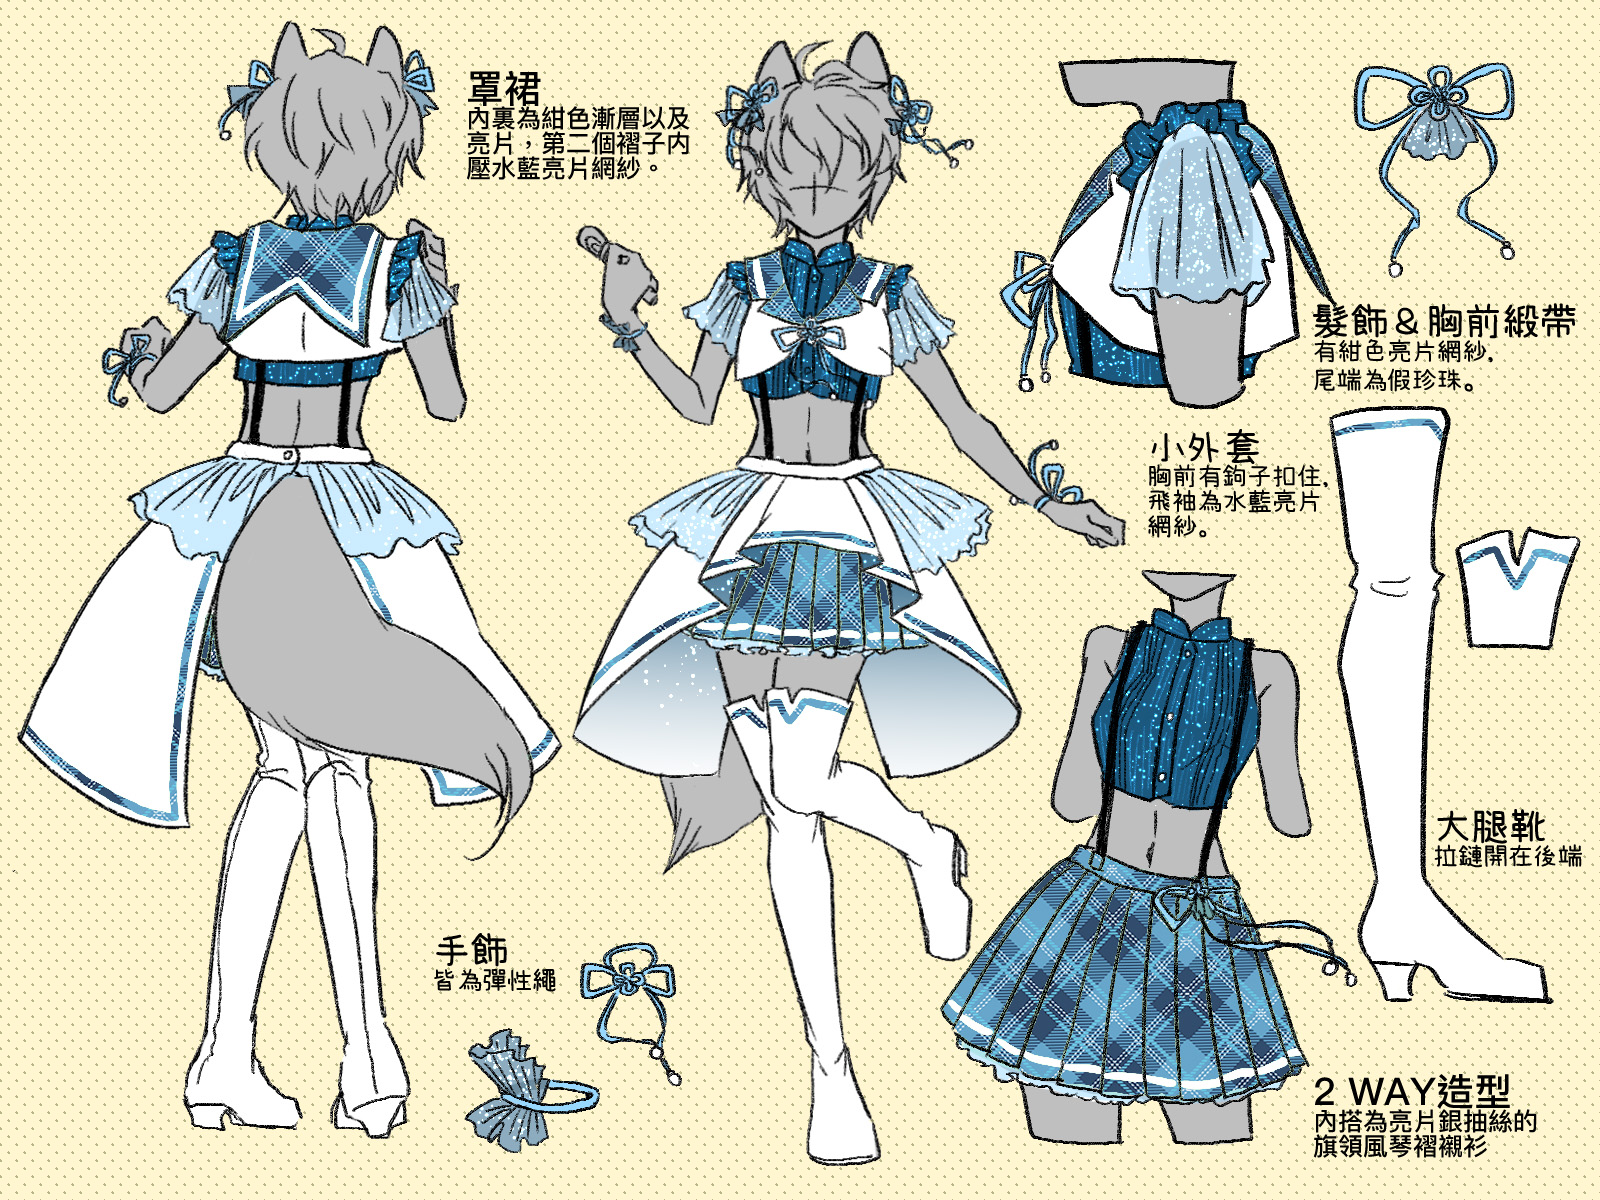 罩裙
內裏為紺色漸層以及
亮片，第二個褶子內
壓水藍亮片網紗。
髮飾＆胸前緞帶
有紺色亮片網紗,
尾端為假珍珠。
小外套
胸前有鉤子扣住,
飛袖為水藍亮片
網紗。
大腿靴
拉鏈開在後端
手飾
皆為彈性繩
2 WAY造型
內搭為亮片銀抽絲的
旗領風琴褶襯衫